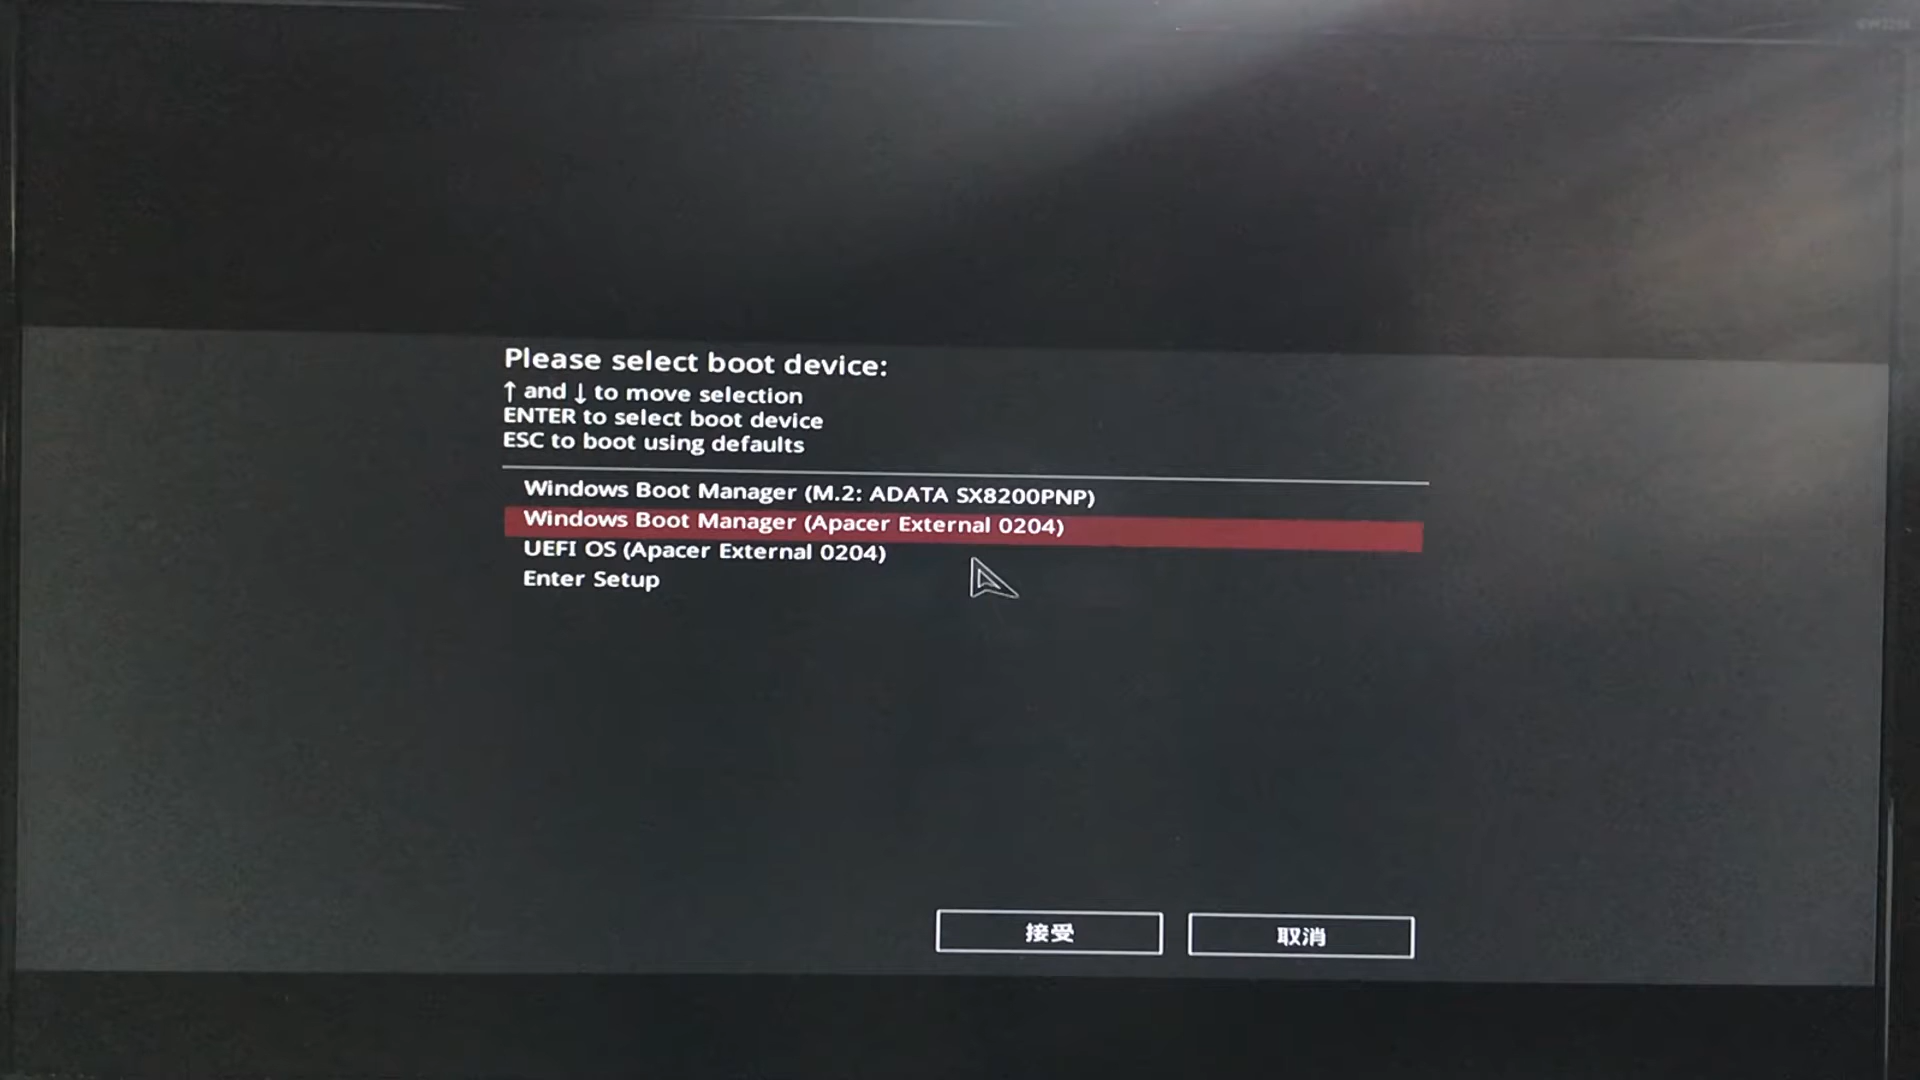 Please select boot device:
↑ and ↓ to move selection
ENTER to select boot device
ESC to boot using defaults
Windows Boot Manager (M.2: ADATA SX8200PNP)
Windows Boot Manager (Apacer External 0204)
UEFI OS (Apacer External 0204)
Enter Setup
接受
取消